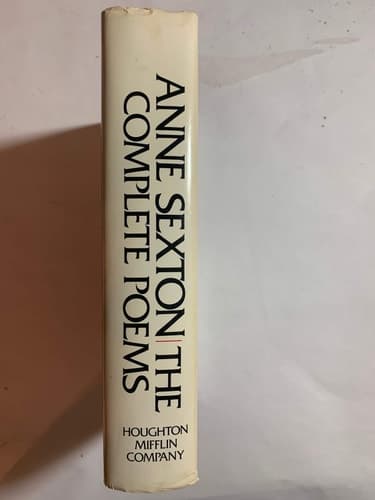 ANNE SEXTON|THE
COMPLETE POEMS
HOUGHTON
MIFFLIN
COMPANY